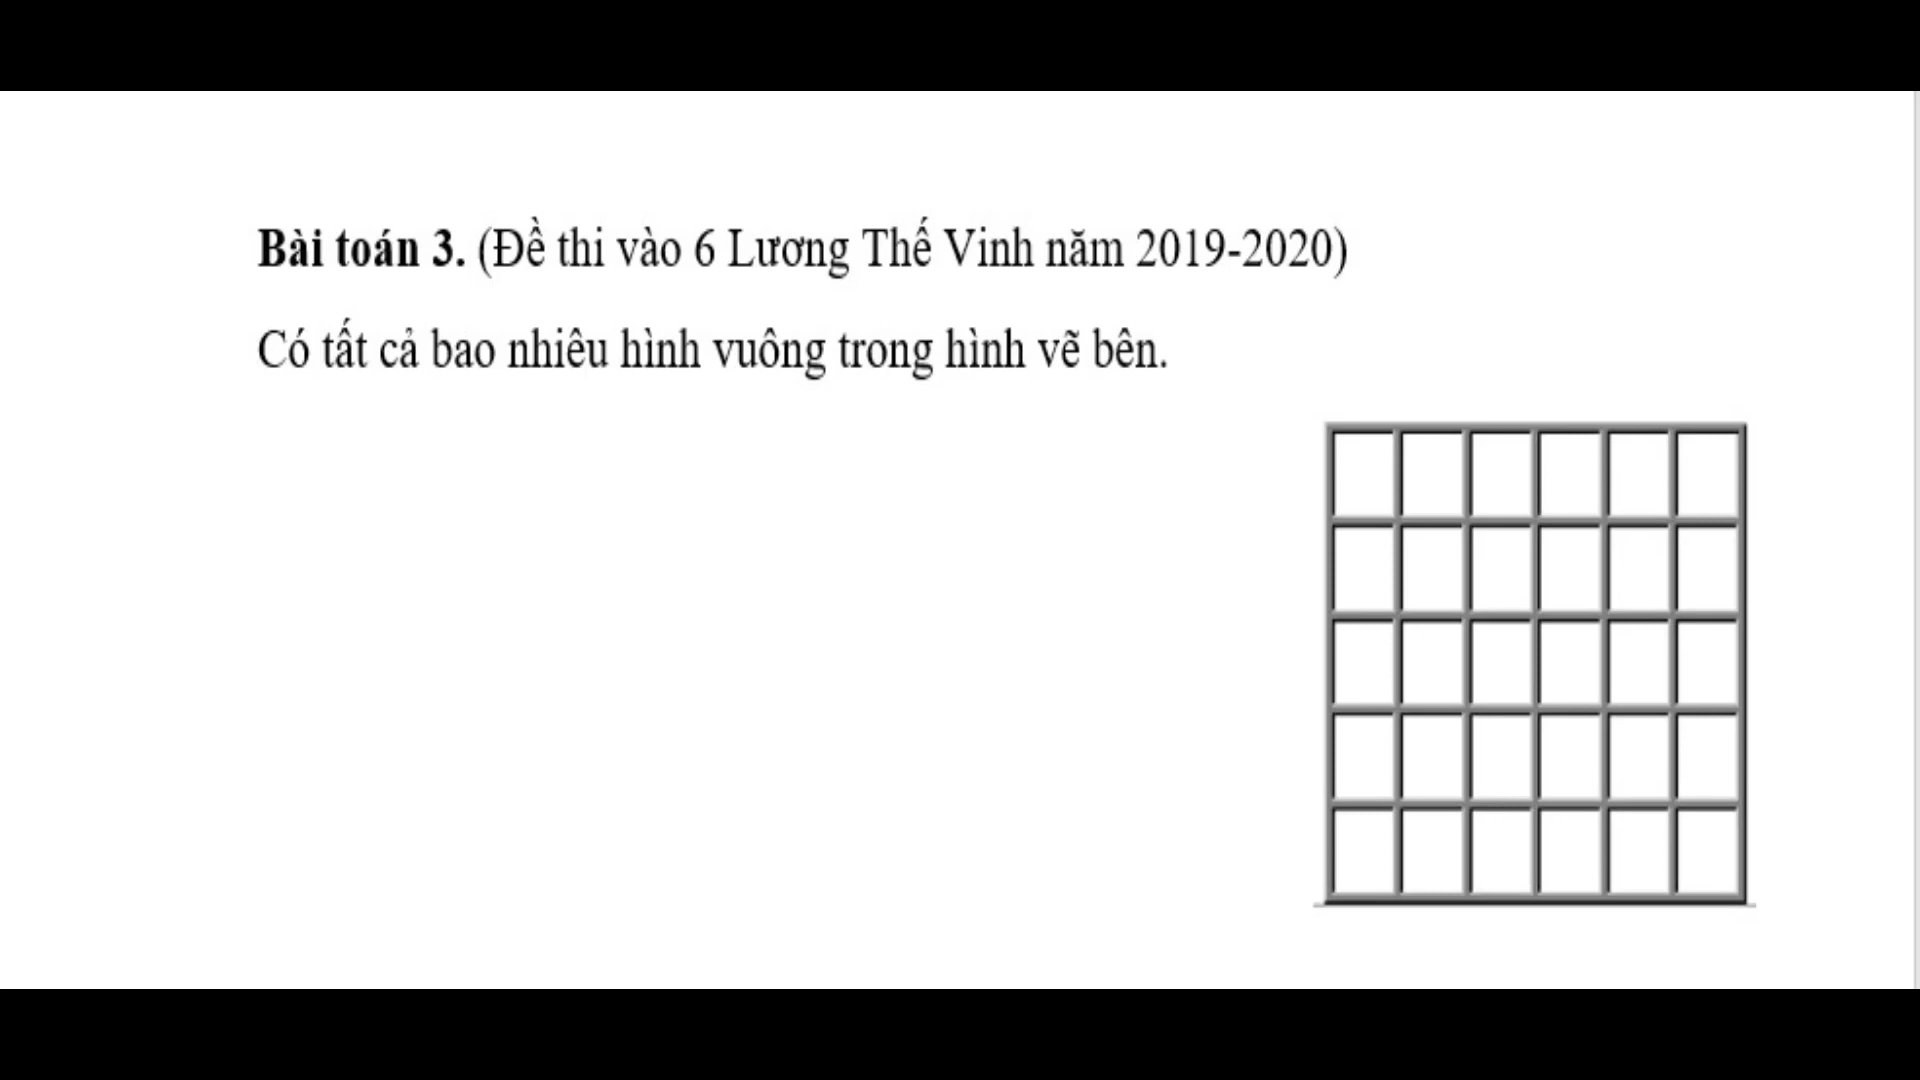 Bài toán 3. (Đề thi vào 6 Lương Thế Vinh năm 2019-2020)
Có tất cả bao nhiêu hình vuông trong hình vẽ bên.